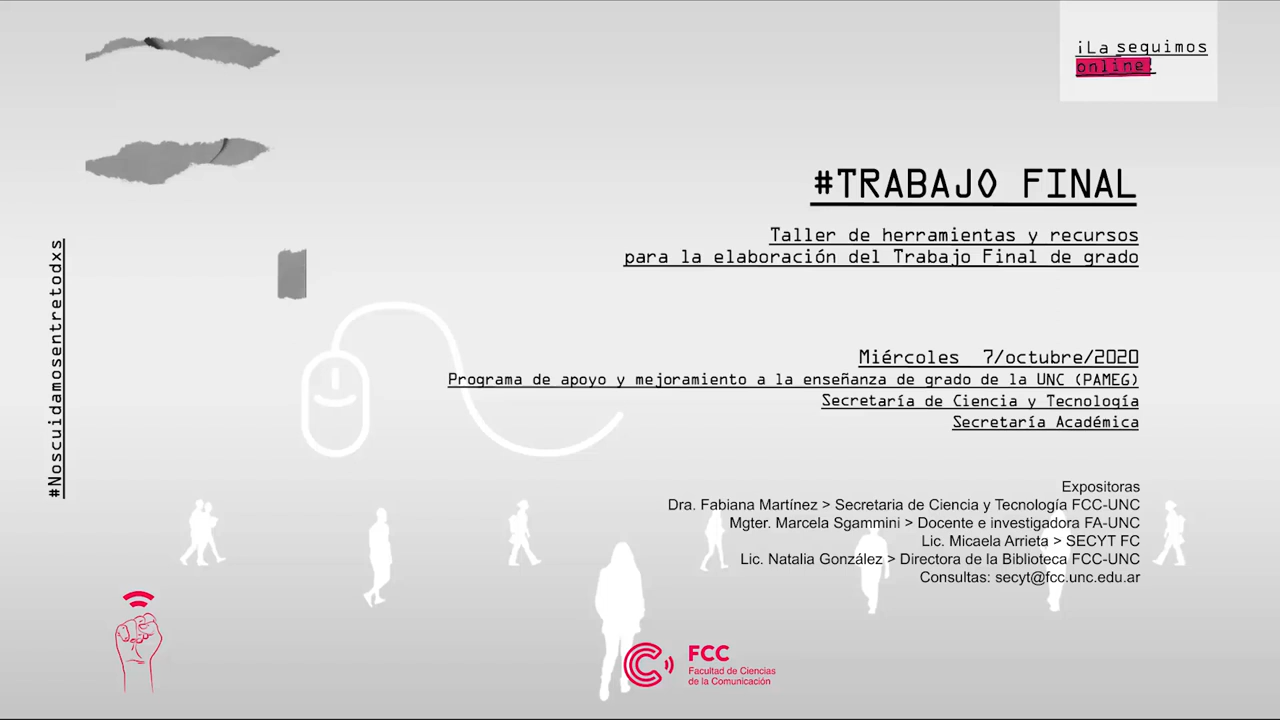 ¡La seguimos
online!
#TRABAJO FINAL
Taller de herramientas y recursos
para la elaboración del Trabajo Final de grado
#Noscuidamosentretodxs
Miércoles 7/octubre/2020
Programa de apoyo y mejoramiento a la enseñanza de grado de la UNC (PAMEG)
Secretaría de Ciencia y Tecnología
Secretaría Académica
Expositoras
Dra. Fabiana Martínez > Secretaria de Ciencia y Tecnología FCC-UNC
Mgter. Marcela Sgammini > Docente e investigadora FA-UNC
Lic. Micaela Arrieta > SECYT FC
Lic. Natalia González > Directora de la Biblioteca FCC-UNC
Consultas: secyt@fcc.unc.edu.ar
FCC
Facultad de Ciencias
de la Comunicación